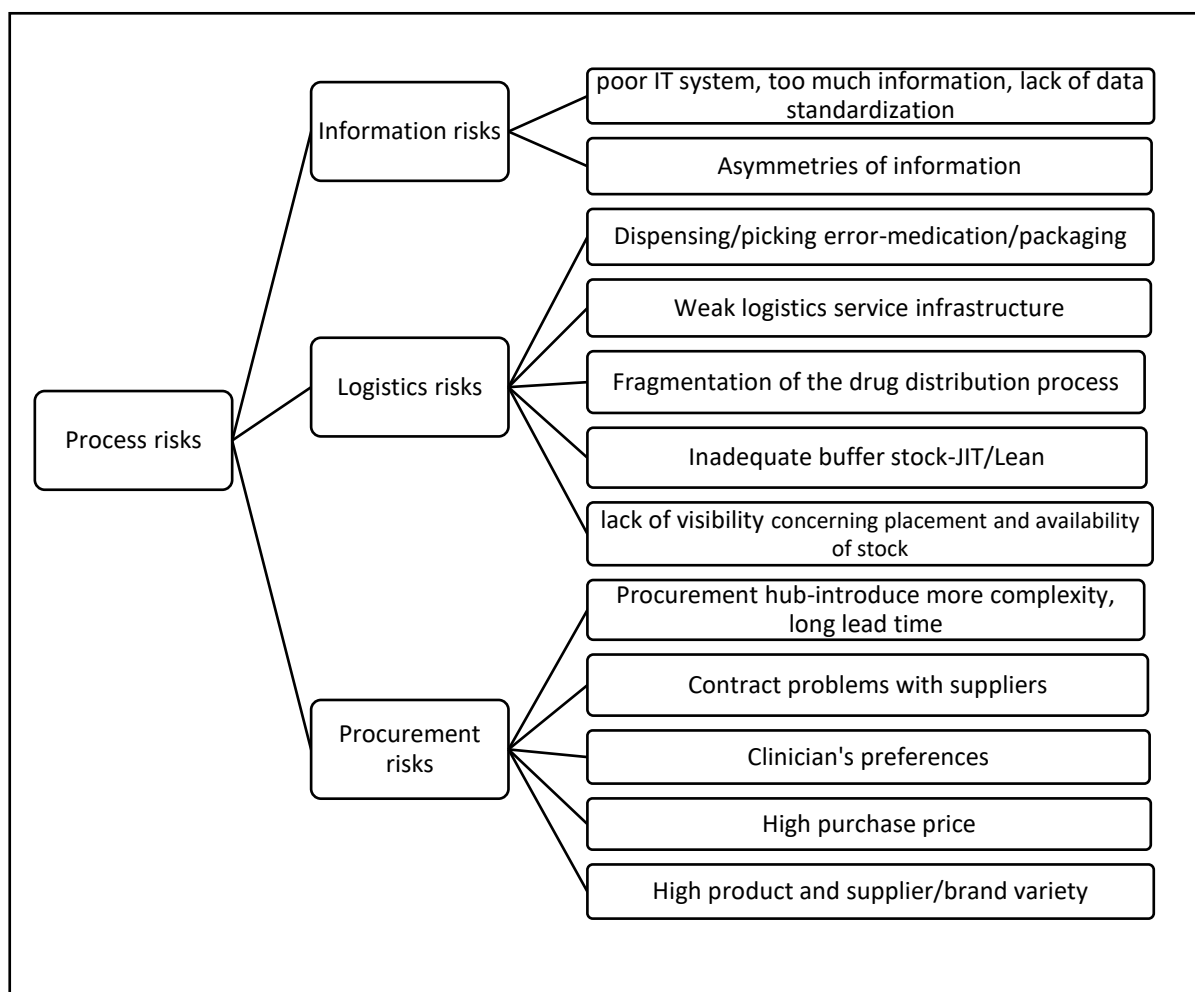 Process risks
Information risks
poor IT system, too much information, lack of data
standardization
Asymmetries of information
Logistics risks
Dispensing/picking error-medication/packaging
Weak logistics service infrastructure
Fragmentation of the drug distribution process
Inadequate buffer stock-JIT/Lean
lack of visibility concerning placement and availability
of stock
Procurement
risks
Procurement hub-introduce more complexity,
long lead time
Contract problems with suppliers
Clinician's preferences
High purchase price
High product and supplier/brand variety